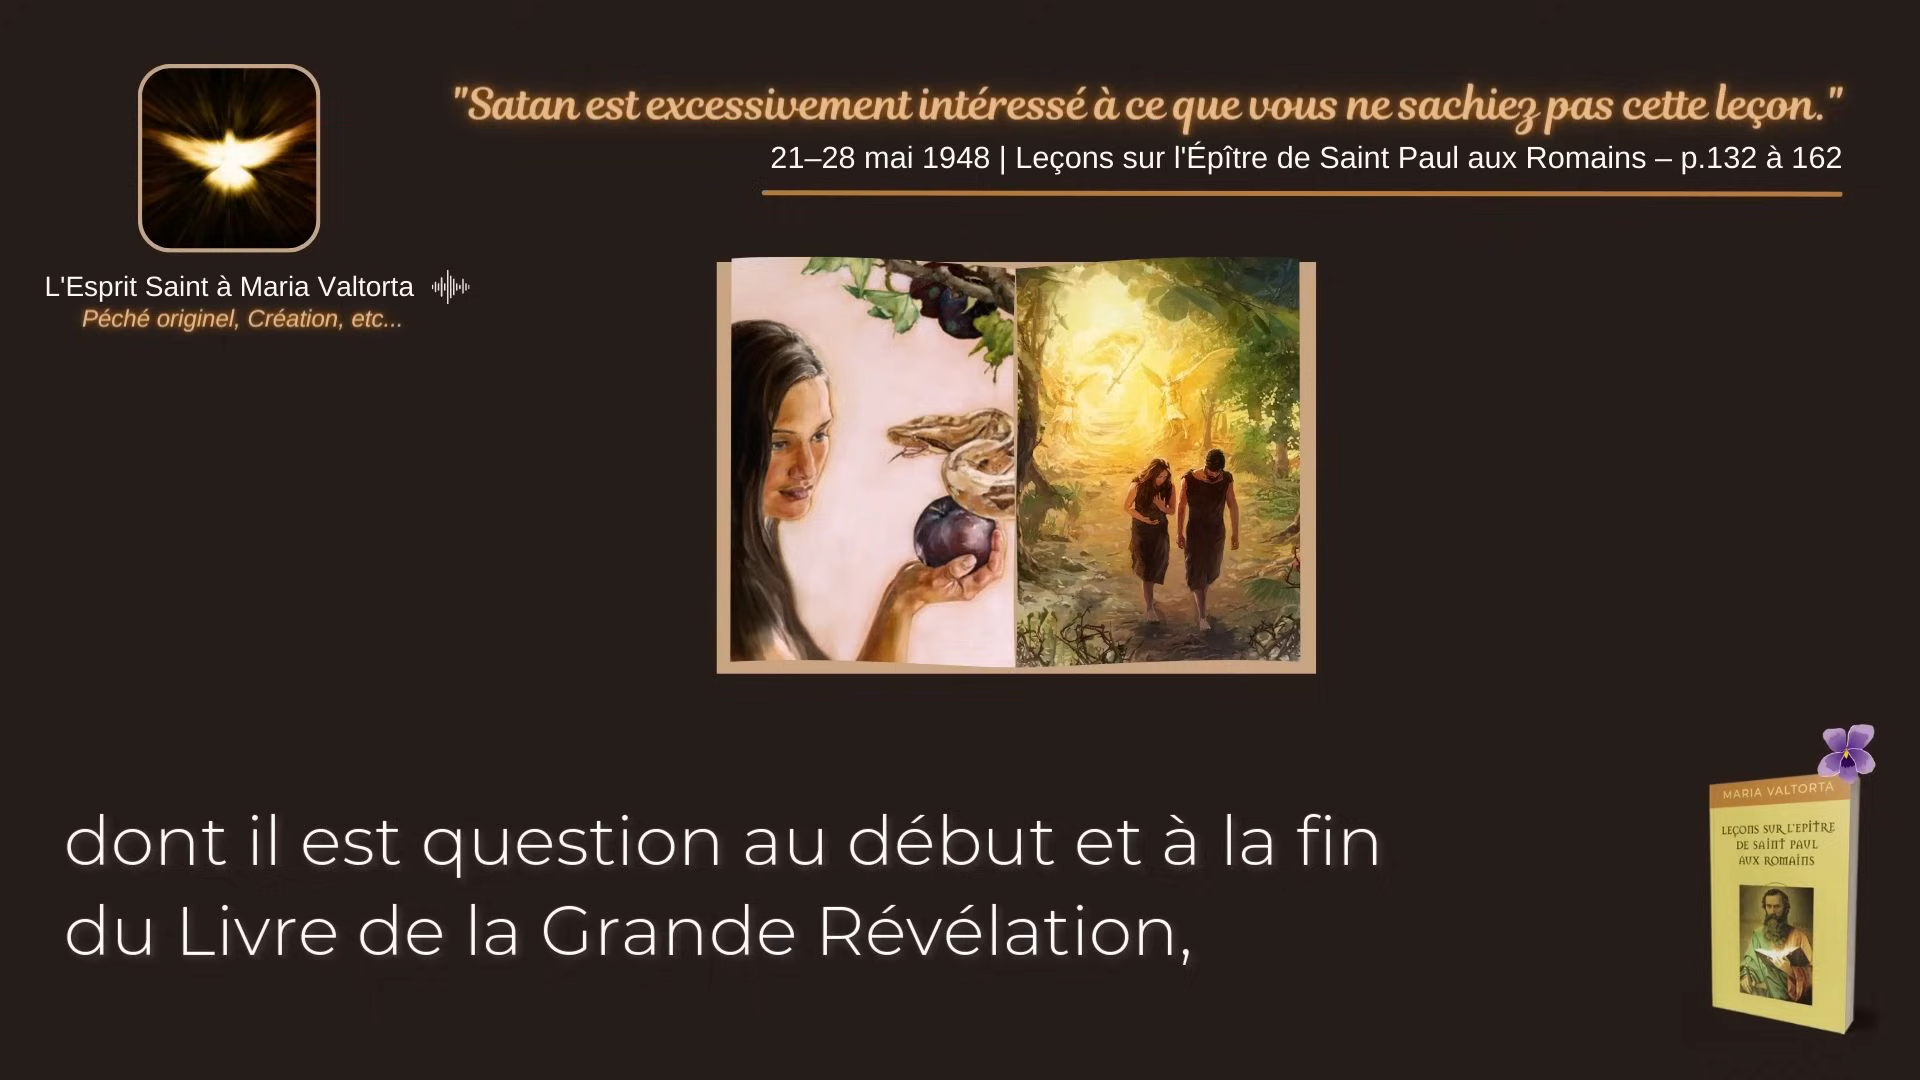 "Satan est excessivement intéressé à ce que vous ne sachiez pas cette leçon."
21–28 mai 1948 | Leçons sur l'Épître de Saint Paul aux Romains – p.132 à 162
L'Esprit Saint à Maria Valtorta
Péché originel, Création, etc...
dont il est question au début et à la fin
du Livre de la Grande Révélation,
MARIA VALTORTA
LEÇONS SUR L'EPÎTRE
DE SAINT PAUL
AUX ROMAINS